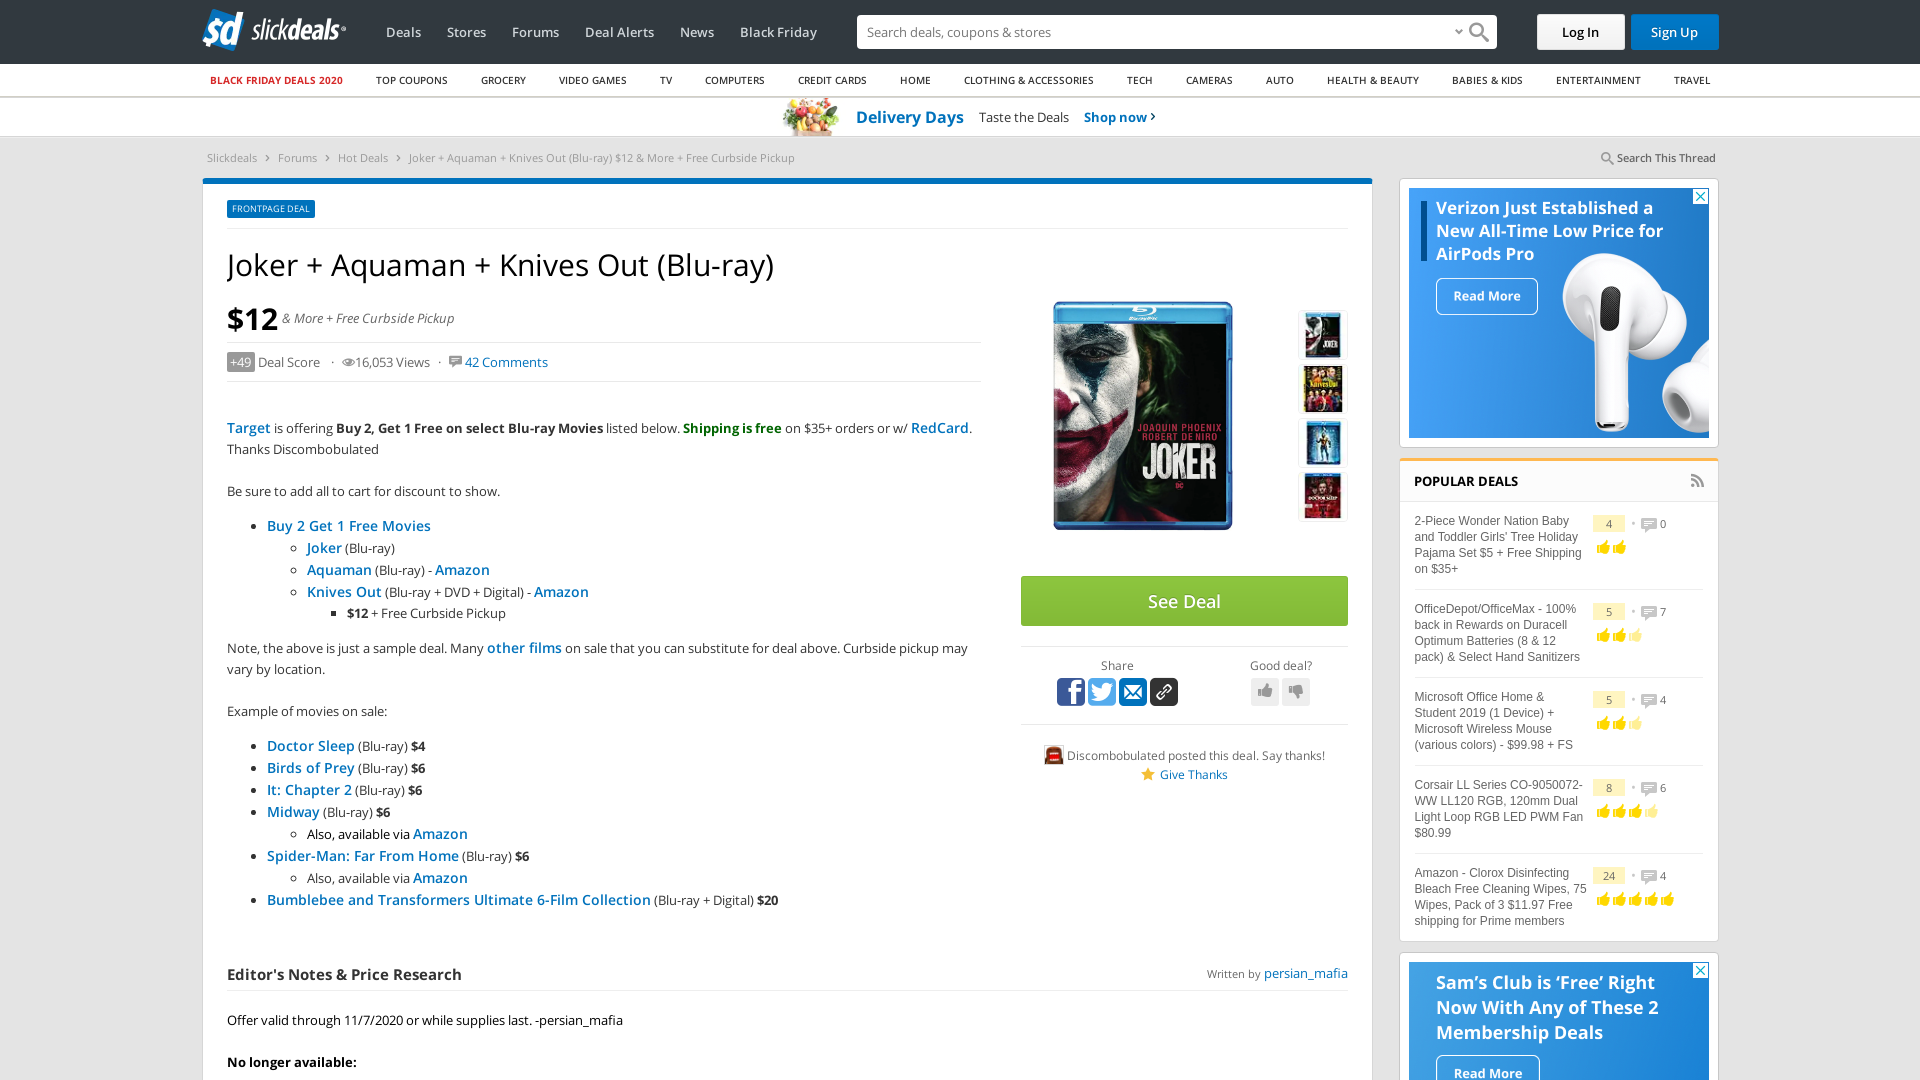 slickdeals
Deals Stores Forums Deal Alerts News Black Friday
Search deals, coupons & stores
Log In
Sign Up
BLACK FRIDAY DEALS 2020 TOP COUPONS GROCERY VIDEO GAMES TV COMPUTERS CREDIT CARDS HOME CLOTHING & ACCESSORIES TECH CAMERAS AUTO HEALTH & BEAUTY BABIES & KIDS ENTERTAINMENT TRAVEL
Delivery Days Taste the Deals Shop now ›
Slickdeals › Forums › Hot Deals › Joker + Aquaman + Knives Out (Blu-ray) $12 & More + Free Curbside Pickup
Search This Thread
FRONTPAGE DEAL
Joker + Aquaman + Knives Out (Blu-ray)
$12 & More + Free Curbside Pickup
+49 Deal Score · 16,053 Views · 42 Comments
Target is offering Buy 2, Get 1 Free on select Blu-ray Movies listed below. Shipping is free on $35+ orders or w/ RedCard.
Thanks Discombobulated
Be sure to add all to cart for discount to show.
Buy 2 Get 1 Free Movies
Joker (Blu-ray)
Aquaman (Blu-ray) - Amazon
Knives Out (Blu-ray + DVD + Digital) - Amazon
$12 + Free Curbside Pickup
Note, the above is just a sample deal. Many other films on sale that you can substitute for deal above. Curbside pickup may
vary by location.
Example of movies on sale:
Doctor Sleep (Blu-ray) $4
Birds of Prey (Blu-ray) $6
It: Chapter 2 (Blu-ray) $6
Midway (Blu-ray) $6
Also, available via Amazon
Spider-Man: Far From Home (Blu-ray) $6
Also, available via Amazon
Bumblebee and Transformers Ultimate 6-Film Collection (Blu-ray + Digital) $20
JOAQUIN PHOENIX
ROBERT DE NIRO
JOKER
See Deal
Share
Good deal?
Discombobulated posted this deal. Say thanks!
Give Thanks
Editor's Notes & Price Research
Written by persian_mafia
Offer valid through 11/7/2020 or while supplies last. -persian_mafia
No longer available:
Verizon Just Established a
New All-Time Low Price for
AirPods Pro
Read More
POPULAR DEALS
2-Piece Wonder Nation Baby
and Toddler Girls' Tree Holiday
Pajama Set $5 + Free Shipping
on $35+
4 · 0
OfficeDepot/OfficeMax - 100%
back in Rewards on Duracell
Optimum Batteries (8 & 12
pack) & Select Hand Sanitizers
5 · 7
Microsoft Office Home &
Student 2019 (1 Device) +
Microsoft Wireless Mouse
(various colors) - $99.98 + FS
5 · 4
Corsair LL Series CO-9050072-
WW LL120 RGB, 120mm Dual
Light Loop RGB LED PWM Fan
$80.99
8 · 6
Amazon - Clorox Disinfecting
Bleach Free Cleaning Wipes, 75
Wipes, Pack of 3 $11.97 Free
shipping for Prime members
24 · 4
Sam's Club is ‘Free’ Right
Now With Any of These 2
Membership Deals
Read More